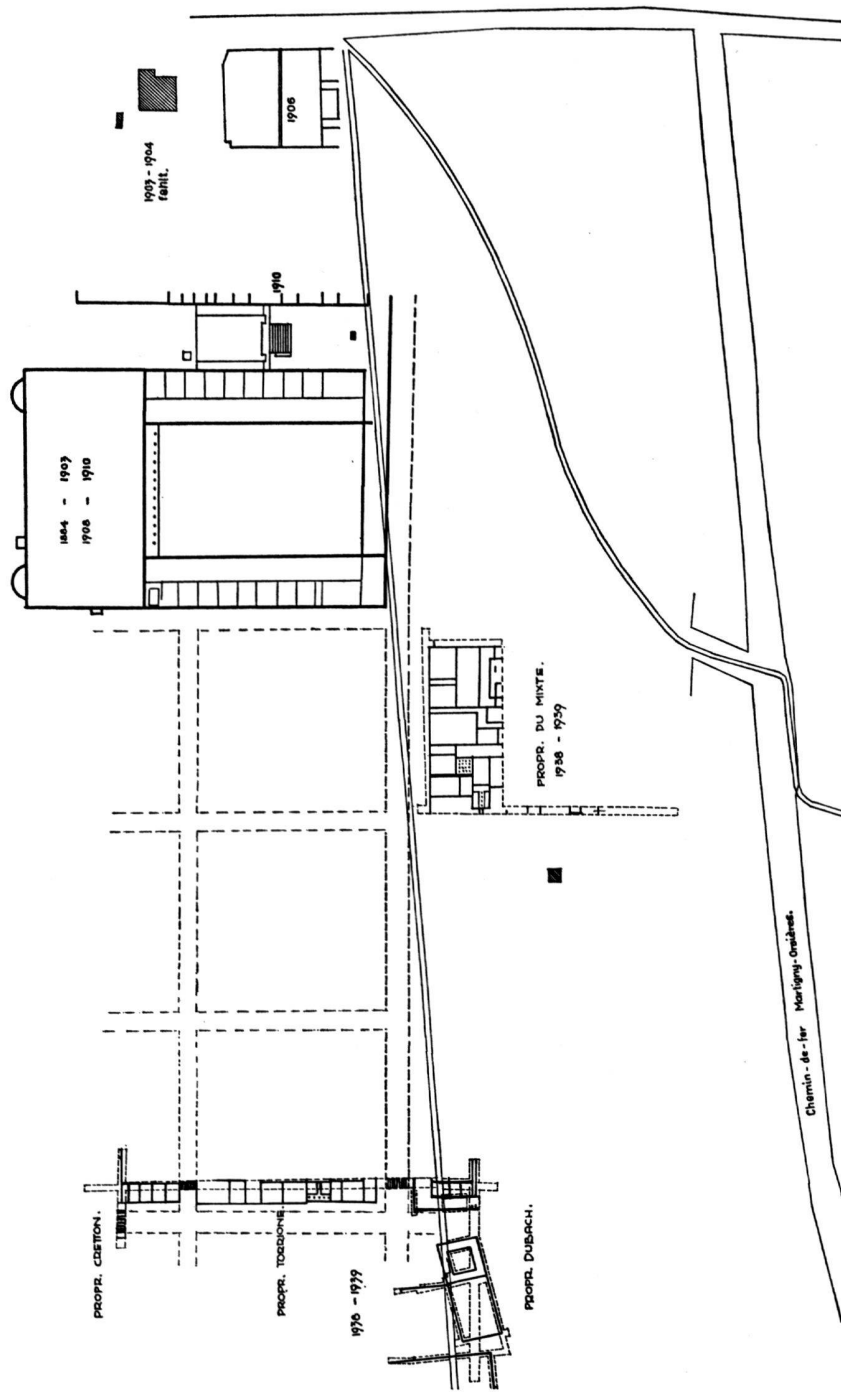 1906
1903 - 1904
fehlt.
1910
1884 - 1903
1908 - 1910
PROPR. DU MIXTE.
1938 - 1939
Chemin-de-fer Martigny-Orsières.
PROPR. CRETTON.
PROPR. TORRIONE.
1938 - 1939
PROPR. DUBACH.